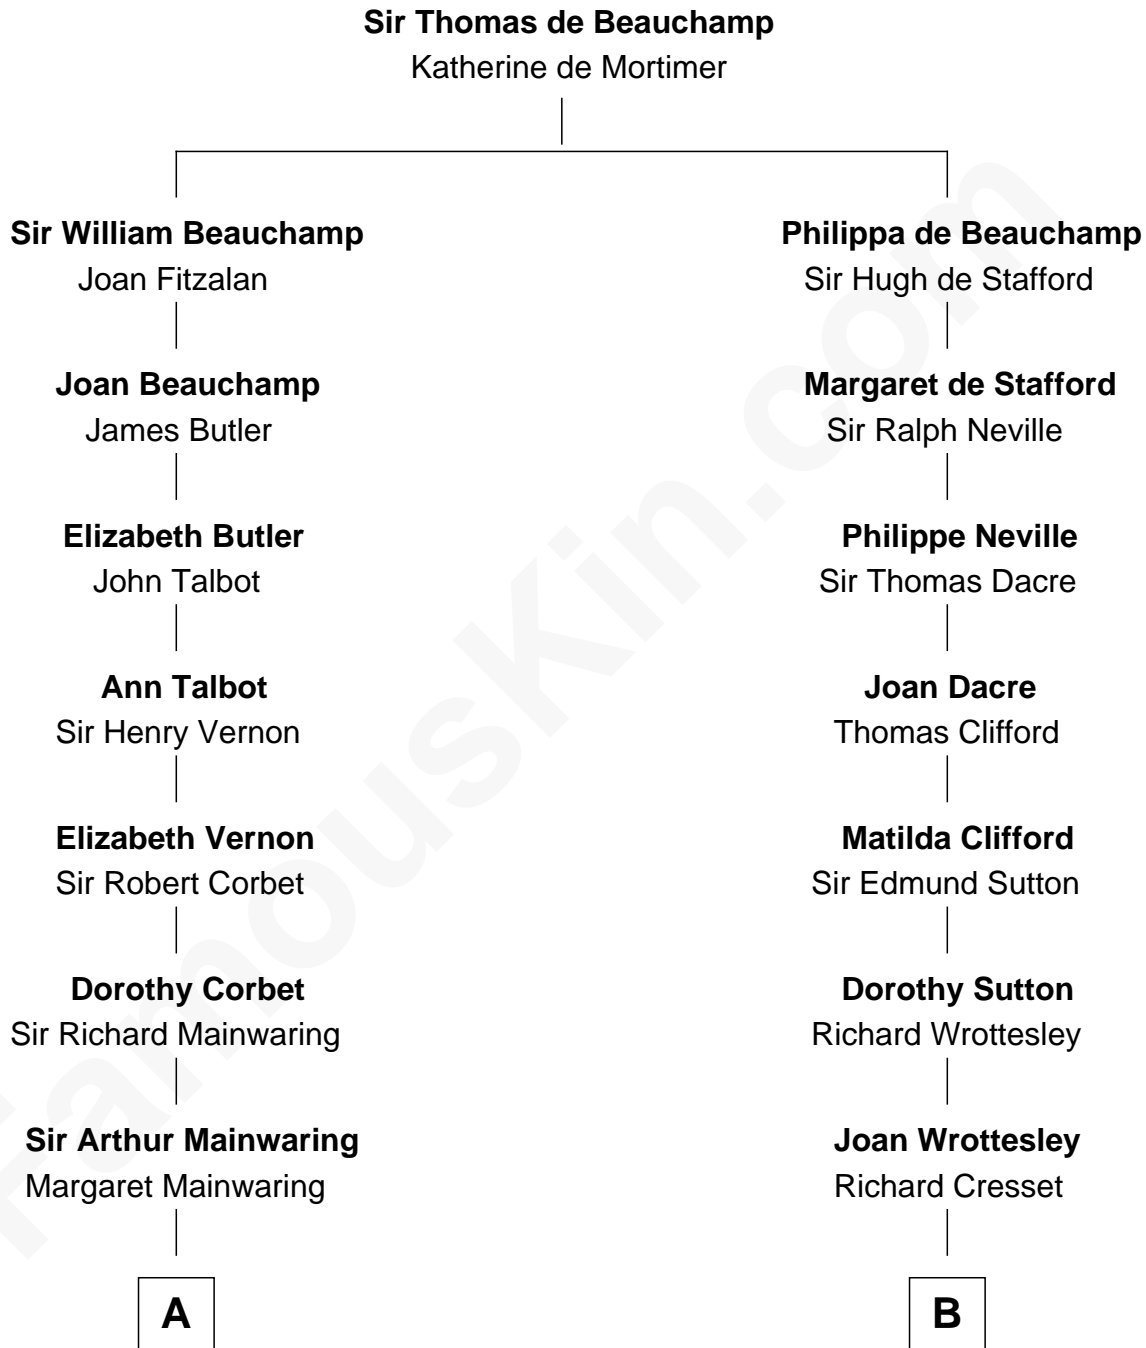 Sir Thomas de Beauchamp
Katherine de Mortimer
Sir William Beauchamp
Joan Fitzalan
Philippa de Beauchamp
Sir Hugh de Stafford
Joan Beauchamp
James Butler
Margaret de Stafford
Sir Ralph Neville
Elizabeth Butler
John Talbot
Philippe Neville
Sir Thomas Dacre
Ann Talbot
Sir Henry Vernon
Joan Dacre
Thomas Clifford
Elizabeth Vernon
Sir Robert Corbet
Matilda Clifford
Sir Edmund Sutton
Dorothy Corbet
Sir Richard Mainwaring
Dorothy Sutton
Richard Wrottesley
Sir Arthur Mainwaring
Margaret Mainwaring
Joan Wrottesley
Richard Cresset
A
B
FamousKin.com